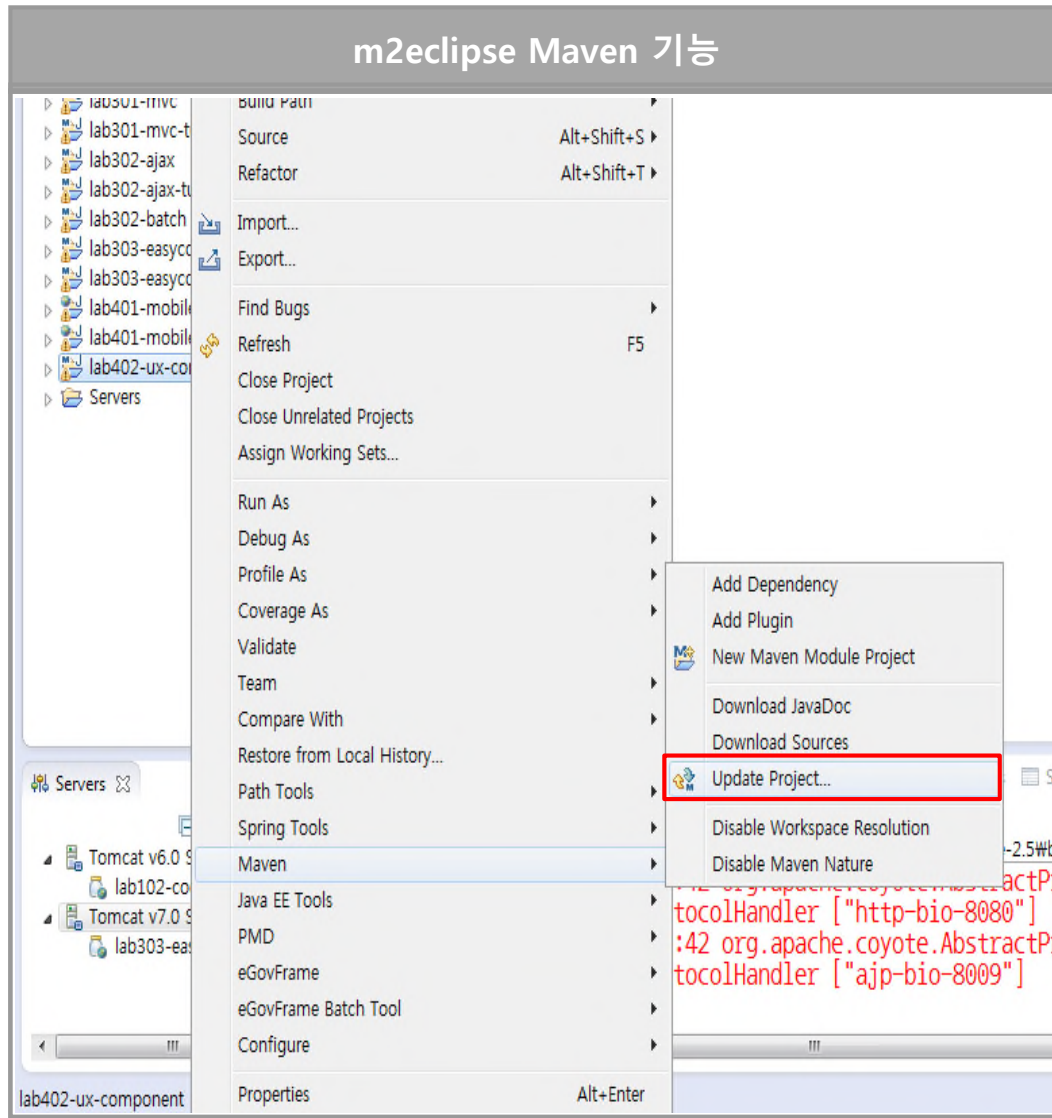 m2eclipse Maven 기능
lab301-mvc
lab301-mvc-t
lab302-ajax
lab302-ajax-tu
lab302-batch
lab303-easyco
lab303-easyco
lab401-mobile
lab401-mobile
lab402-ux-co
Servers
Build Path
Source Alt+Shift+S
Refactor Alt+Shift+T
Import...
Export...
Find Bugs
Refresh F5
Close Project
Close Unrelated Projects
Assign Working Sets...
Run As
Debug As
Profile As
Coverage As
Validate
Team
Compare With
Restore from Local History...
Path Tools
Spring Tools
Maven
Java EE Tools
PMD
eGovFrame
eGovFrame Batch Tool
Configure
Properties Alt+Enter
Add Dependency
Add Plugin
New Maven Module Project
Download JavaDoc
Download Sources
Update Project...
Disable Workspace Resolution
Disable Maven Nature
Servers
Tomcat v6.0 S
lab102-co
Tomcat v7.0 S
lab303-eas
-2.5₩b
:42 org.apache.coyote.AbstractP
tocolHandler ["http-bio-8080"]
:42 org.apache.coyote.AbstractP
tocolHandler ["ajp-bio-8009"]
lab402-ux-component